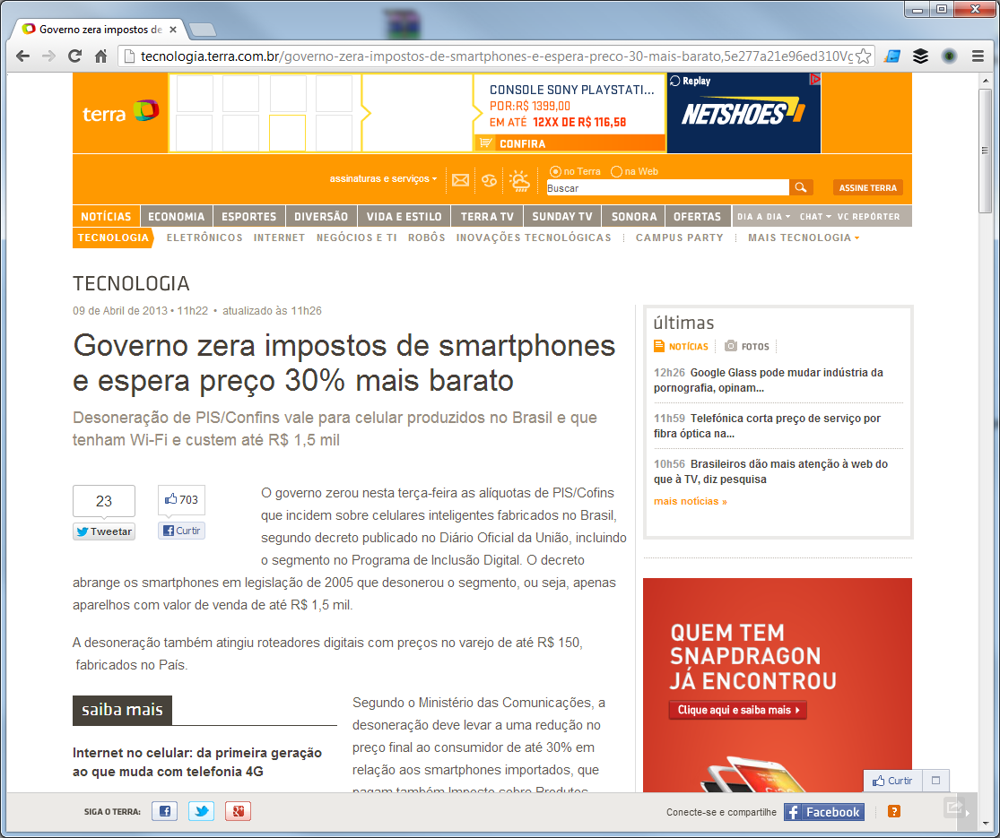 Governo zera impostos de
tecnologia.terra.com.br/governo-zera-impostos-de-smartphones-e-espera-preco-30-mais-barato,5e277a21e96ed310Vg
terra
CONSOLE SONY PLAYSTATI...
POR:R$ 1399,00
EM ATÉ 12XX DE R$ 116,58
CONFIRA
Replay
NETSHOES
assinaturas e serviços
no Terra na Web
Buscar
ASSINE TERRA
NOTÍCIAS ECONOMIA ESPORTES DIVERSÃO VIDA E ESTILO TERRA TV SUNDAY TV SONORA OFERTAS DIA A DIA CHAT VC REPÓRTER
TECNOLOGIA ELETRÔNICOS INTERNET NEGÓCIOS E TI ROBÔS INOVAÇÕES TECNOLÓGICAS CAMPUS PARTY MAIS TECNOLOGIA
TECNOLOGIA
09 de Abril de 2013 • 11h22 • atualizado às 11h26
Governo zera impostos de smartphones
e espera preço 30% mais barato
Desoneração de PIS/Confins vale para celular produzidos no Brasil e que
tenham Wi-Fi e custem até R$ 1,5 mil
23
Tweetar
703
Curtir
O governo zerou nesta terça-feira as alíquotas de PIS/Cofins
que incidem sobre celulares inteligentes fabricados no Brasil,
segundo decreto publicado no Diário Oficial da União, incluindo
o segmento no Programa de Inclusão Digital. O decreto
abrange os smartphones em legislação de 2005 que desonerou o segmento, ou seja, apenas
aparelhos com valor de venda de até R$ 1,5 mil.
A desoneração também atingiu roteadores digitais com preços no varejo de até R$ 150,
fabricados no País.
saiba mais
Internet no celular: da primeira geração
ao que muda com telefonia 4G
Segundo o Ministério das Comunicações, a
desoneração deve levar a uma redução no
preço final ao consumidor de até 30% em
relação aos smartphones importados, que
pagam também Imposto sobre Produtos
últimas
NOTÍCIAS FOTOS
12h26 Google Glass pode mudar indústria da
pornografia, opinam...
11h59 Telefónica corta preço de serviço por
fibra óptica na...
10h56 Brasileiros dão mais atenção à web do
que à TV, diz pesquisa
mais notícias »
QUEM TEM
SNAPDRAGON
JÁ ENCONTROU
Clique aqui e saiba mais
Curtir
SIGA O TERRA:
Conecte-se e compartilhe
Facebook
?